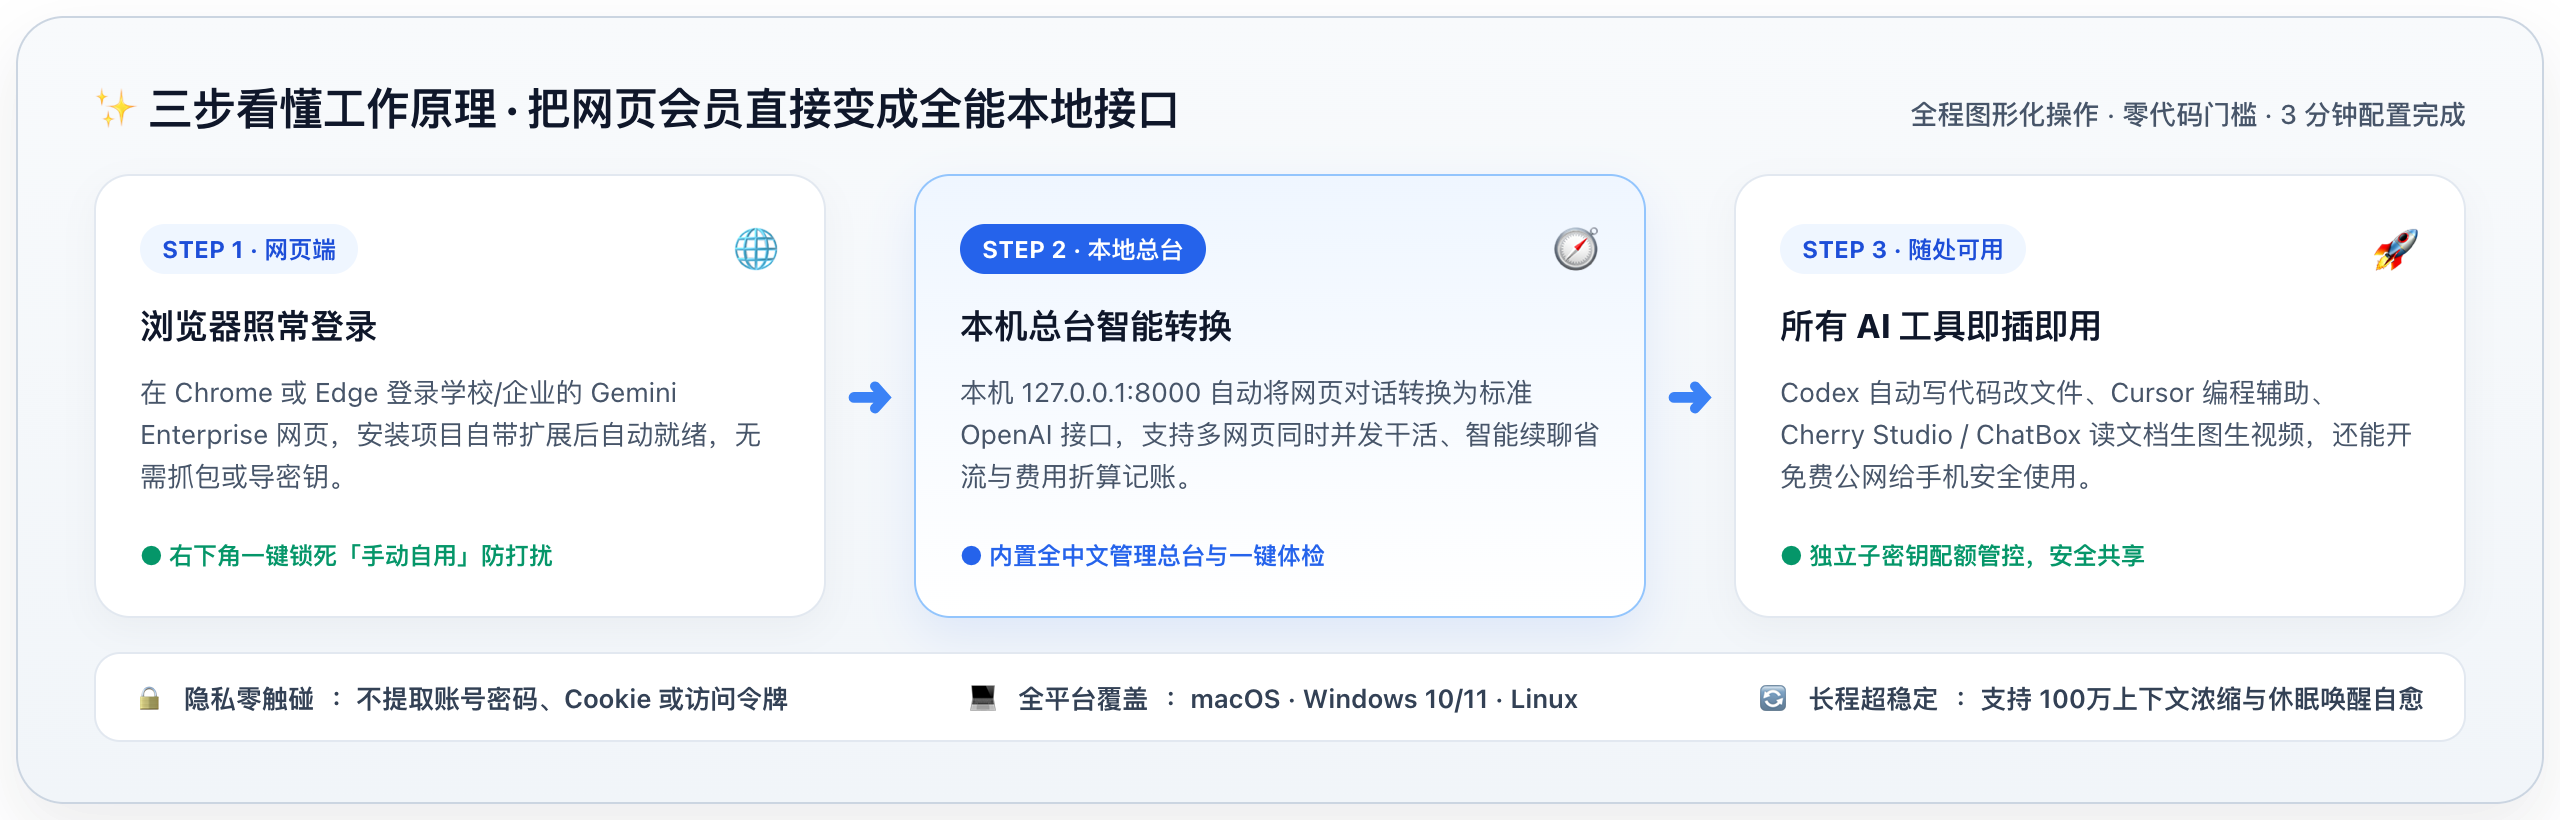 ✨ 三步看懂工作原理 · 把网页会员直接变成全能本地接口
全程图形化操作 · 零代码门槛 · 3 分钟配置完成
STEP 1 · 网页端
浏览器照常登录
在 Chrome 或 Edge 登录学校/企业的 Gemini
Enterprise 网页，安装项目自带扩展后自动就绪，无
需抓包或导密钥。
● 右下角一键锁死「手动自用」防打扰
STEP 2 · 本地总台
本机总台智能转换
本机 127.0.0.1:8000 自动将网页对话转换为标准
OpenAI 接口，支持多网页同时并发干活、智能续聊省
流与费用折算记账。
● 内置全中文管理总台与一键体检
STEP 3 · 随处可用
所有 AI 工具即插即用
Codex 自动写代码改文件、Cursor 编程辅助、
Cherry Studio / ChatBox 读文档生图生视频，还能开
免费公网给手机安全使用。
● 独立子密钥配额管控，安全共享
隐私零触碰 ： 不提取账号密码、Cookie 或访问令牌
全平台覆盖 ： macOS · Windows 10/11 · Linux
长程超稳定 ： 支持 100万上下文浓缩与休眠唤醒自愈